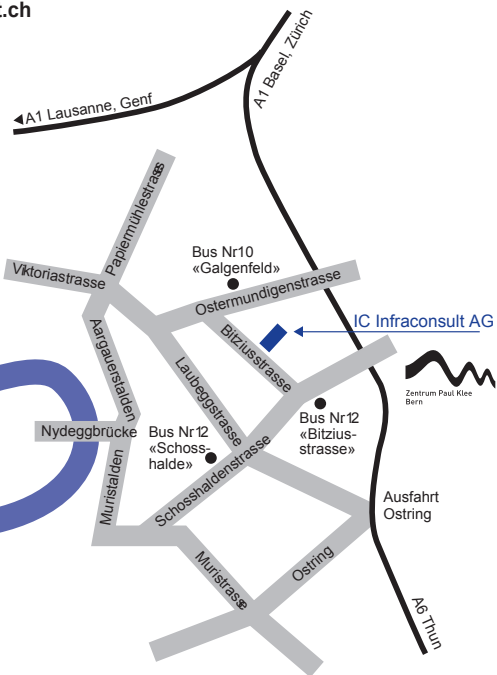 t.ch
A1 Basel, Zürich
A1 Lausanne, Genf
Papiermühlestrasse
Viktoriastrasse
Bus Nr10
«Galgenfeld»
Ostermundigenstrasse
IC Infraconsult AG
Bitziusstrasse
Aargauerstalden
Laubeggstrasse
Zentrum Paul Klee
Bern
Nydeggbrücke
Bus Nr12
«Schoss-
halde»
Bus Nr12
«Bitzius-
strasse»
Schosshaldenstrasse
Muristalden
Ausfahrt
Ostring
Muristrasse
Ostring
A6 Thun